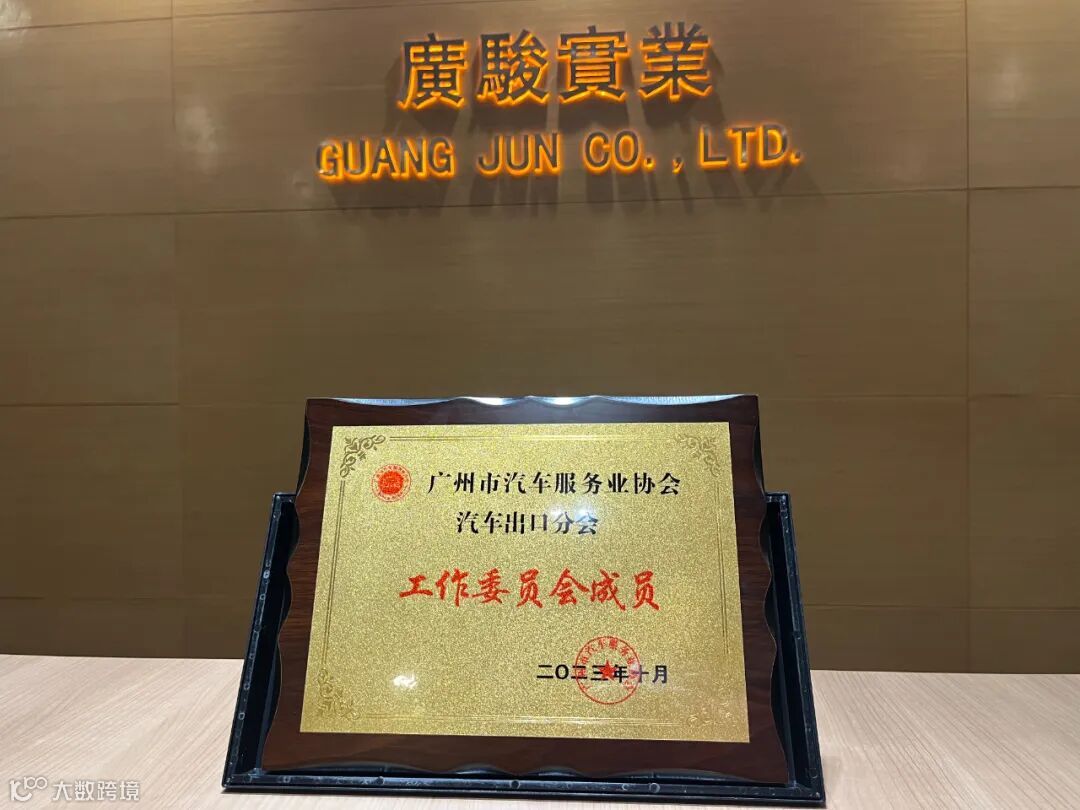 廣駿實業
GUANG JUN CO.,LTD.
广州市汽车服务业协会
汽车出口分会
工作委员会成员
二〇二三年十月
大数跨境